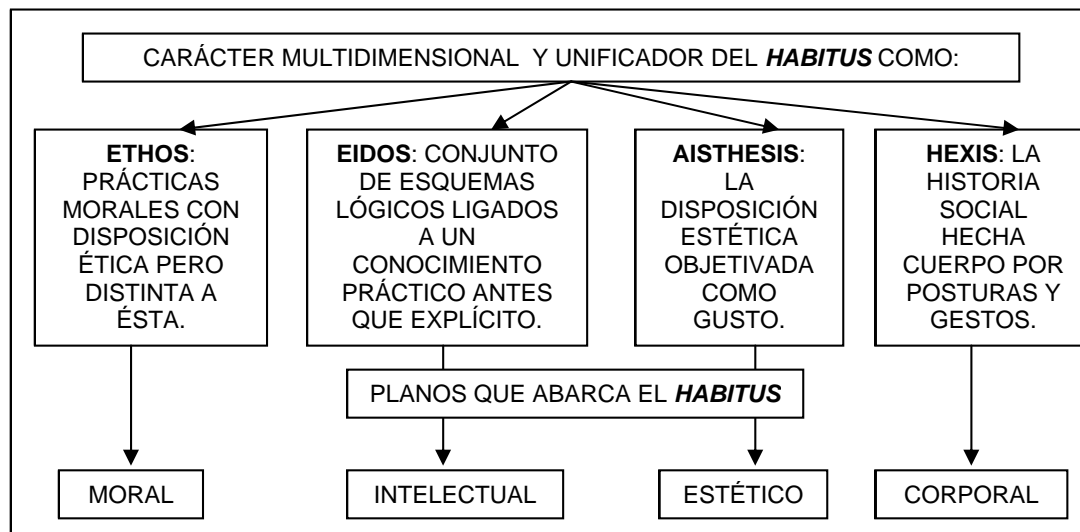 CARÁCTER MULTIDIMENSIONAL Y UNIFICADOR DEL HABITUS COMO:
ETHOS:
PRÁCTICAS
MORALES CON
DISPOSICIÓN
ÉTICA PERO
DISTINTA A
ÉSTA.
EIDOS: CONJUNTO
DE ESQUEMAS
LÓGICOS LIGADOS
A UN
CONOCIMIENTO
PRÁCTICO ANTES
QUE EXPLÍCITO.
AISTHESIS:
LA
DISPOSICIÓN
ESTÉTICA
OBJETIVADA
COMO
GUSTO.
HEXIS: LA
HISTORIA
SOCIAL
HECHA
CUERPO POR
POSTURAS Y
GESTOS.
PLANOS QUE ABARCA EL HABITUS
MORAL
INTELECTUAL
ESTÉTICO
CORPORAL